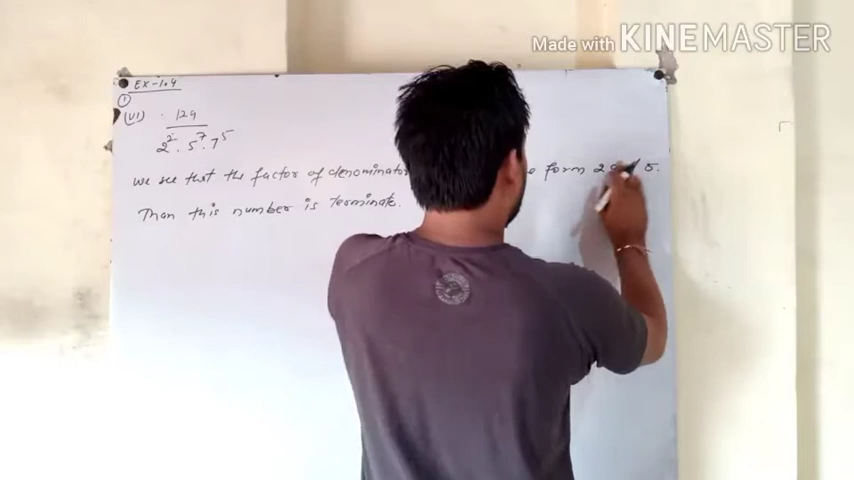 Made with KINEMASTER
Ex-1.4
(1)
(vi) 129
2². 5⁷. 7⁵
We see that the factor of denominator form 2 5.
Than this number is terminate.